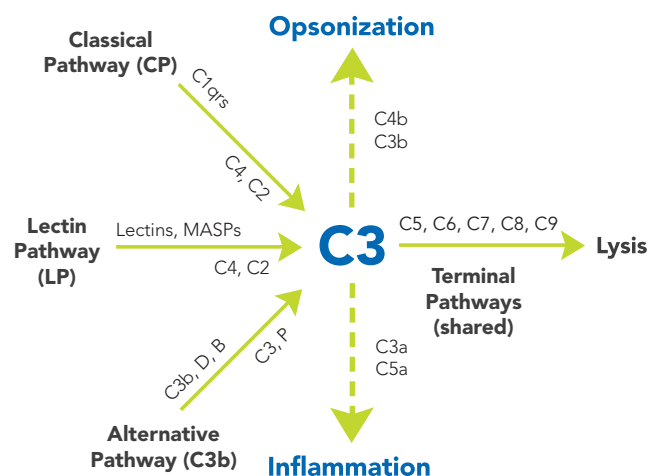 Opsonization
Classical
Pathway (CP)
C1qrs
C4, C2
C4b
C3b
Lectin
Pathway
(LP)
Lectins, MASPs
C4, C2
C3
C5, C6, C7, C8, C9
Lysis
Terminal
Pathways
(shared)
C3b, D, B
C3, P
C3a
C5a
Alternative
Pathway (C3b)
Inflammation